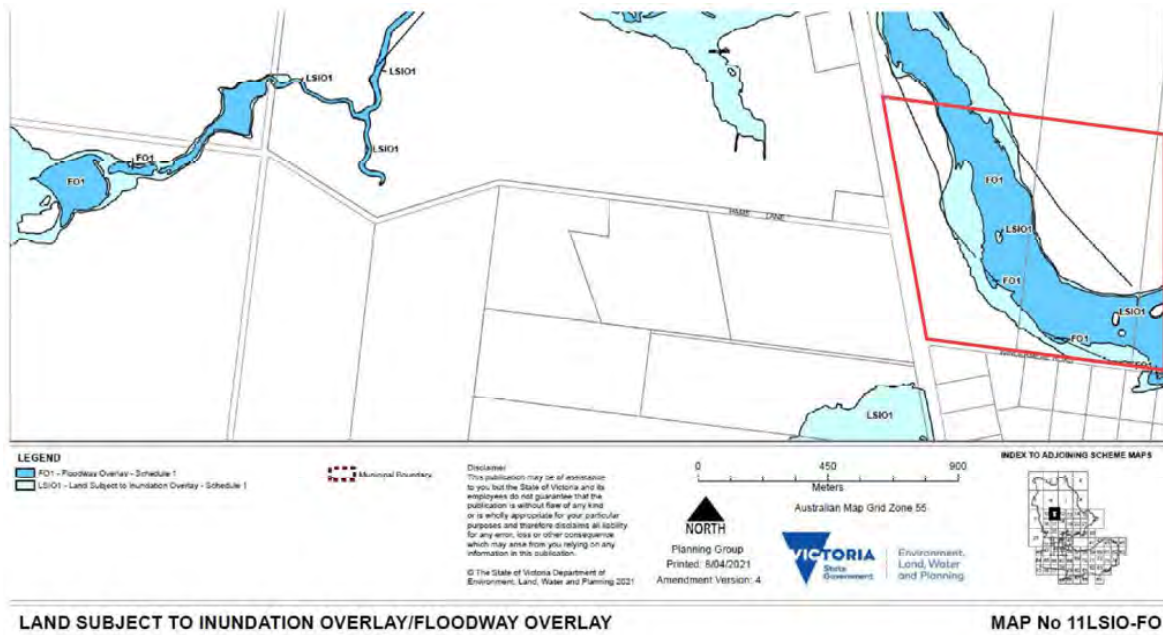 LSIO1
LSIO1
LSIO1
FO1
FO1
PARK LANE
FO1
LSIO1
FO1
LSIO1
FO1
FO1
LSIO1
LEGEND
FO1 - Floodway Overlay - Schedule 1
LSIO1 - Land Subject to Inundation Overlay - Schedule 1
Municipal Boundary
Disclaimer
This publication may be of assistance
to you but the State of Victoria and its
employees do not guarantee that the
publication is without flaw of any kind
or is wholly appropriate for your particular
purposes and therefore disclaims all liability
for any error, loss or other consequence
which may arise from you relying on any
information in this publication.
© The State of Victoria Department of
Environment, Land, Water and Planning 2021
0 450 900
Meters
Australian Map Grid Zone 55
NORTH
Planning Group
Printed: 8/04/2021
Amendment Version: 4
VICTORIA
State
Government
Environment,
Land, Water
and Planning
INDEX TO ADJOINING SCHEME MAPS
LAND SUBJECT TO INUNDATION OVERLAY/FLOODWAY OVERLAY
MAP No 11LSIO-FO